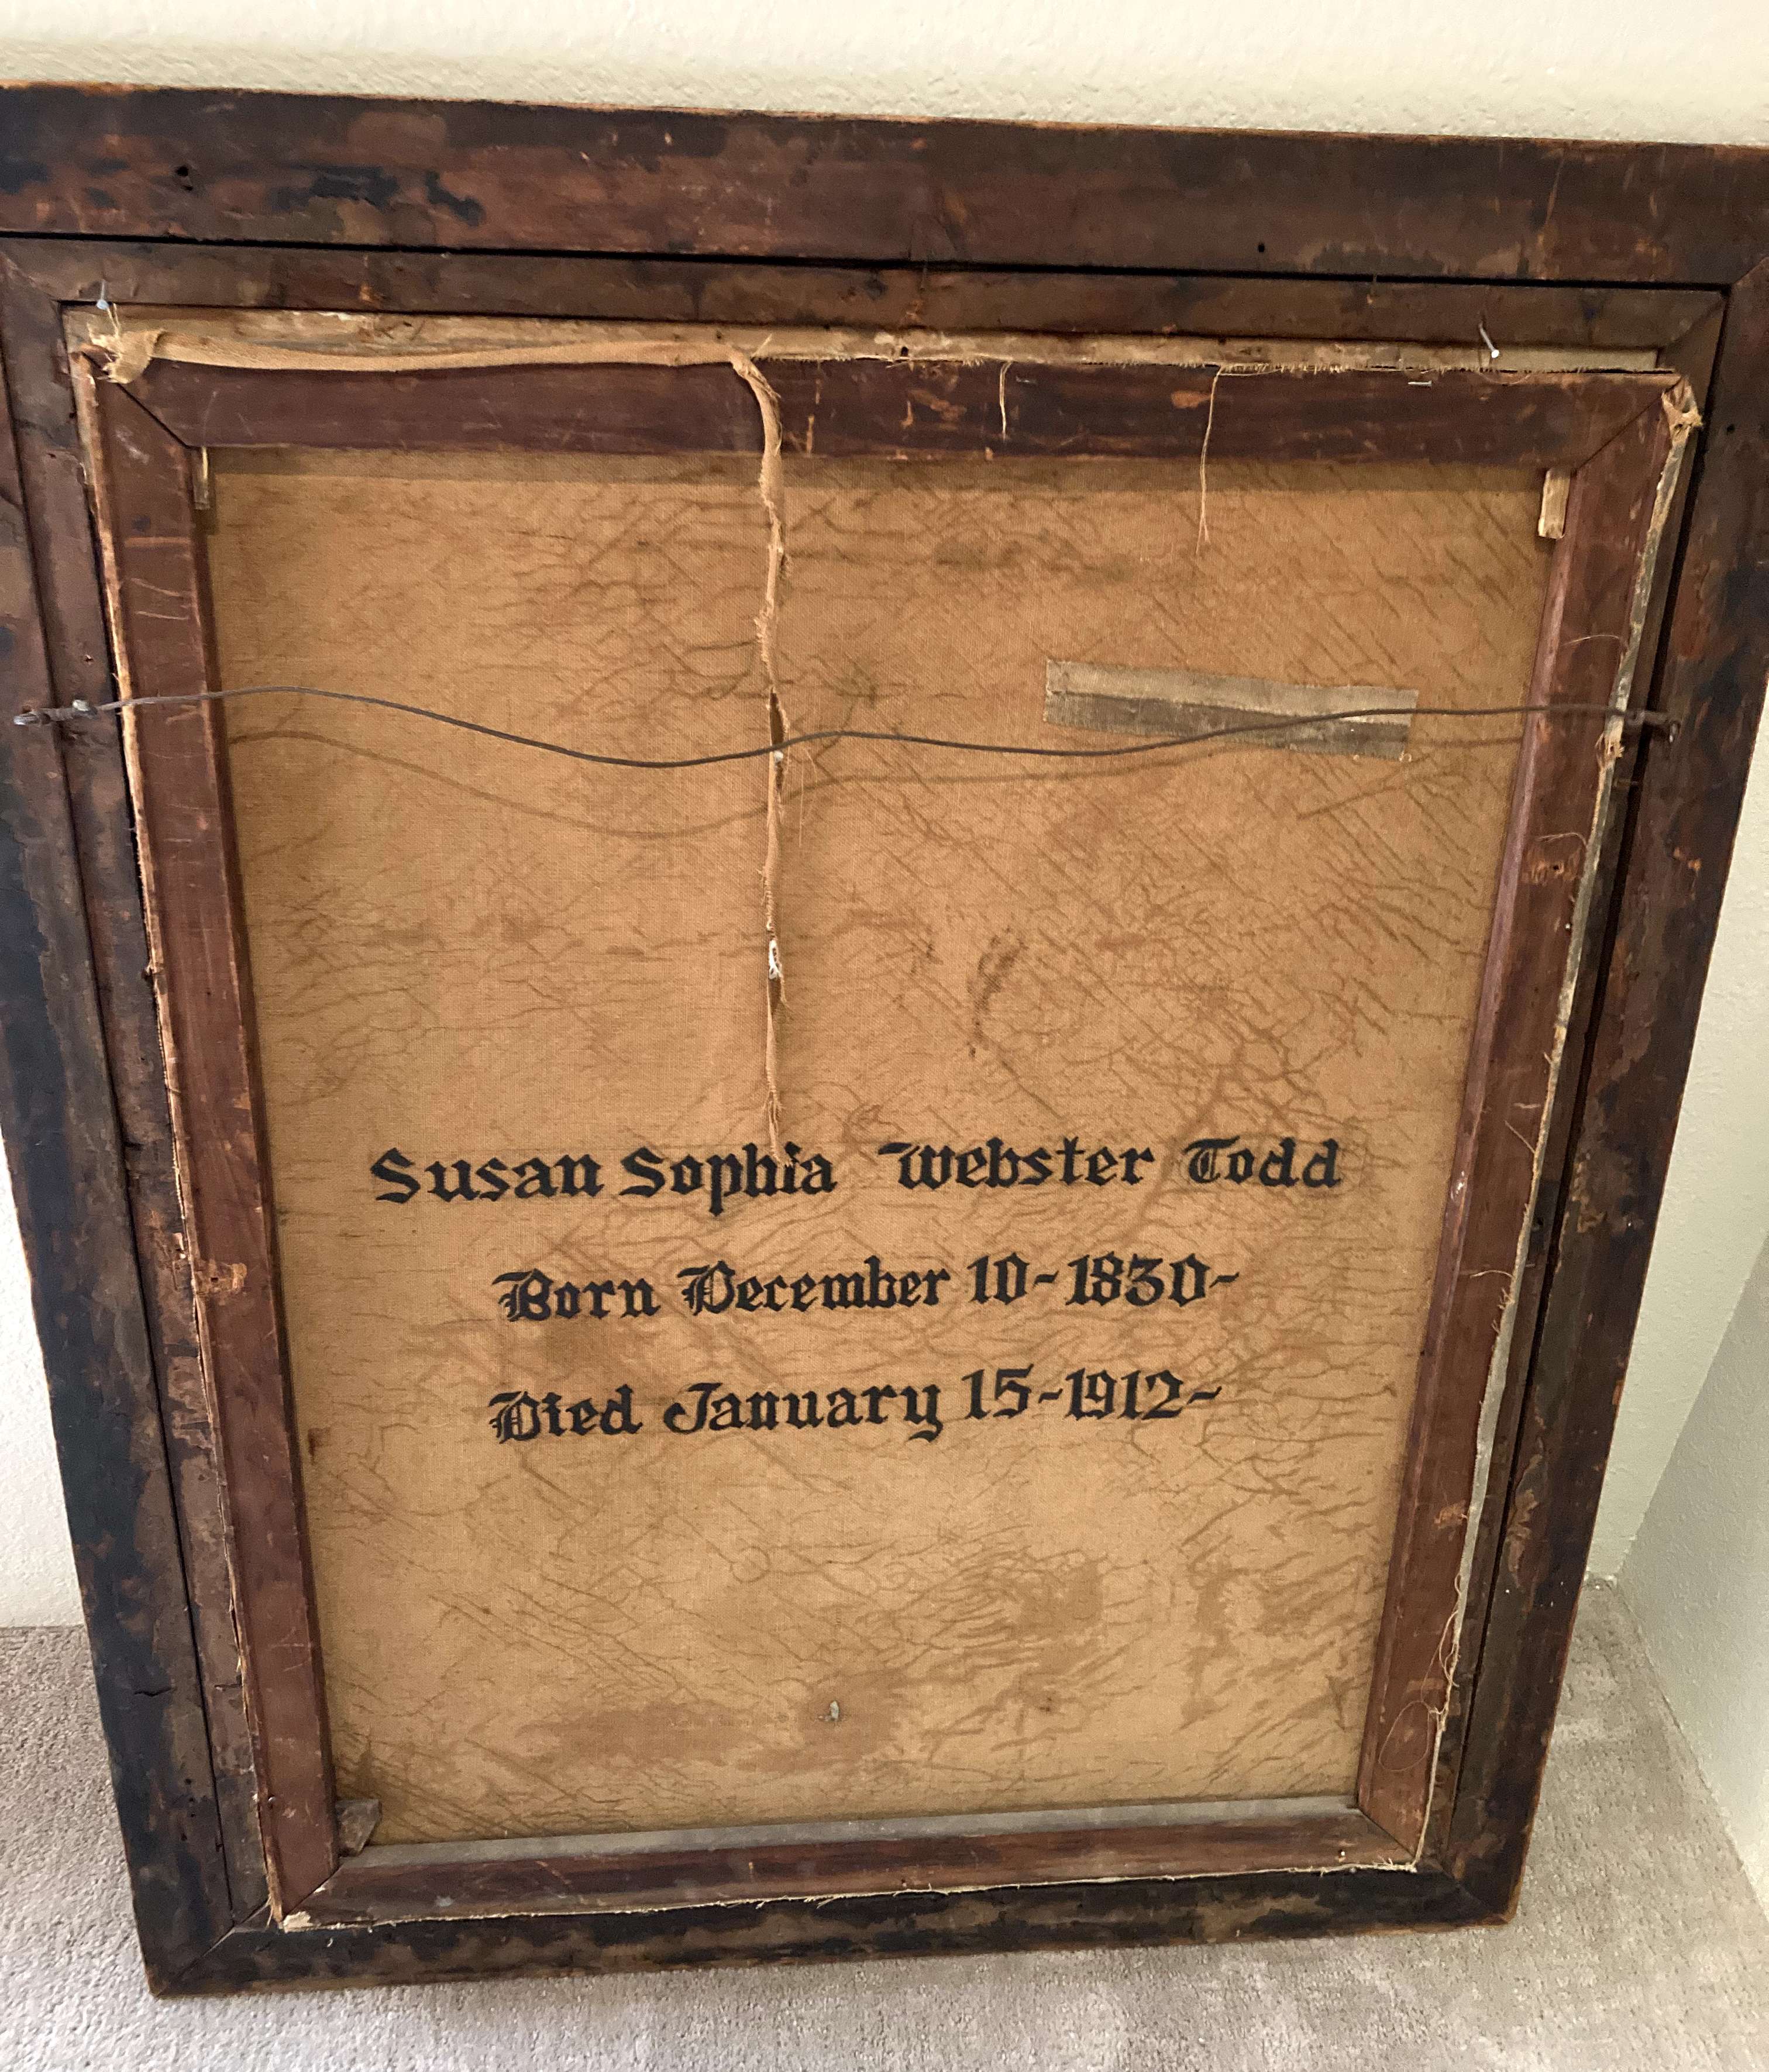 Susan Sophia Webster Todd
Born December 10-1830-
Died January 15-1912-